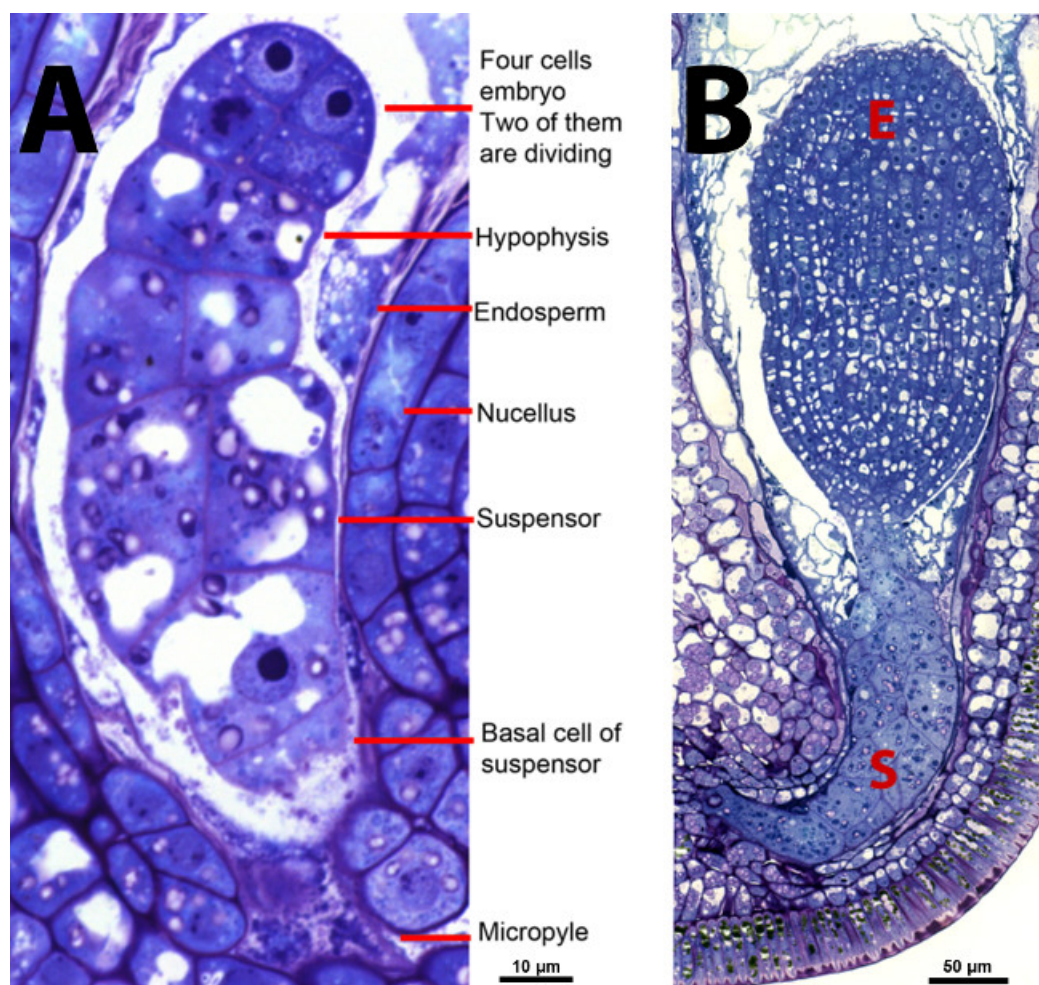 A
Four cells
embryo
Two of them
are dividing
Hypophysis
Endosperm
Nucellus
Suspensor
Basal cell of
suspensor
Micropyle
10 µm
B
E
S
50 µm